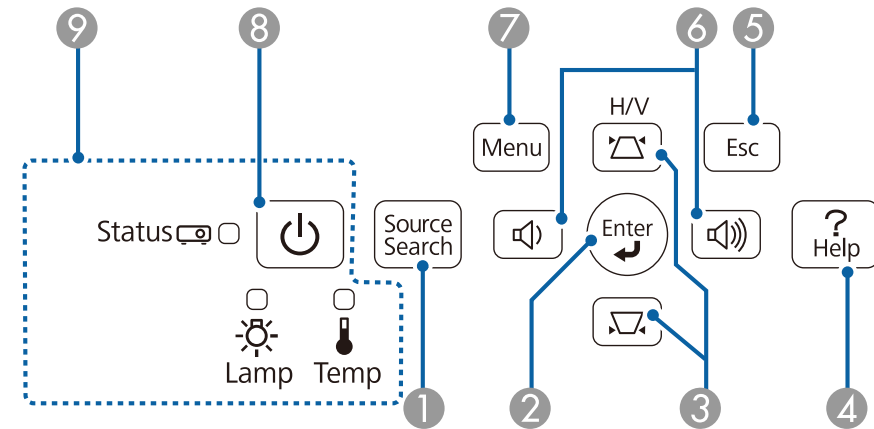 9 8 7 6 5
H/V
Menu
Esc
Status
Source
Search
Enter
?
Help
Lamp Temp
1 2 3 4